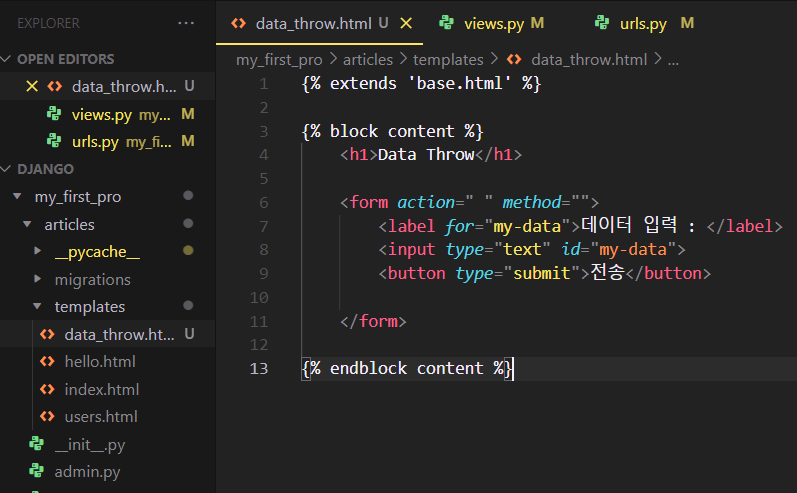 EXPLORER ...
OPEN EDITORS
data_throw.h... U
views.py my... M
urls.py my_fi... M
DJANGO
my_first_pro
articles
__pycache__
migrations
templates
data_throw.ht... U
hello.html
index.html
users.html
__init__.py
admin.py
data_throw.html U views.py M urls.py M
my_first_pro > articles > templates > data_throw.html > ...
1 {% extends 'base.html' %}
2
3 {% block content %}
4 <h1>Data Throw</h1>
5
6 <form action=" " method="">
7 <label for="my-data">데이터 입력 : </label>
8 <input type="text" id="my-data">
9 <button type="submit">전송</button>
10
11 </form>
12
13 {% endblock content %}